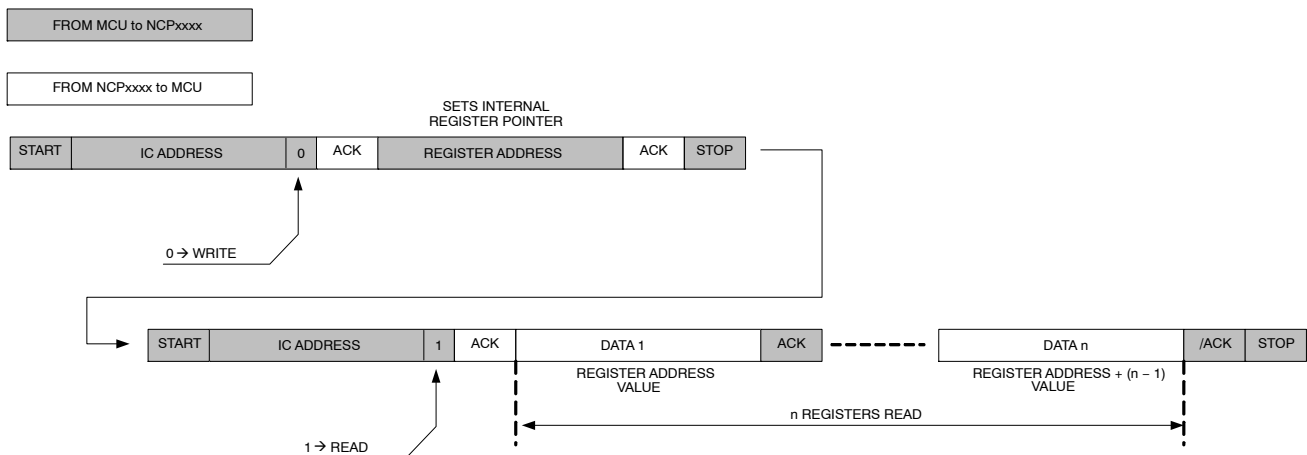 FROM MCU to NCPxxxx
FROM NCPxxxx to MCU
SETS INTERNAL
REGISTER POINTER
START IC ADDRESS 0 ACK REGISTER ADDRESS ACK STOP
0 → WRITE
START IC ADDRESS 1 ACK DATA 1 ACK DATA n /ACK STOP
REGISTER ADDRESS
VALUE
REGISTER ADDRESS + (n − 1)
VALUE
n REGISTERS READ
1 → READ